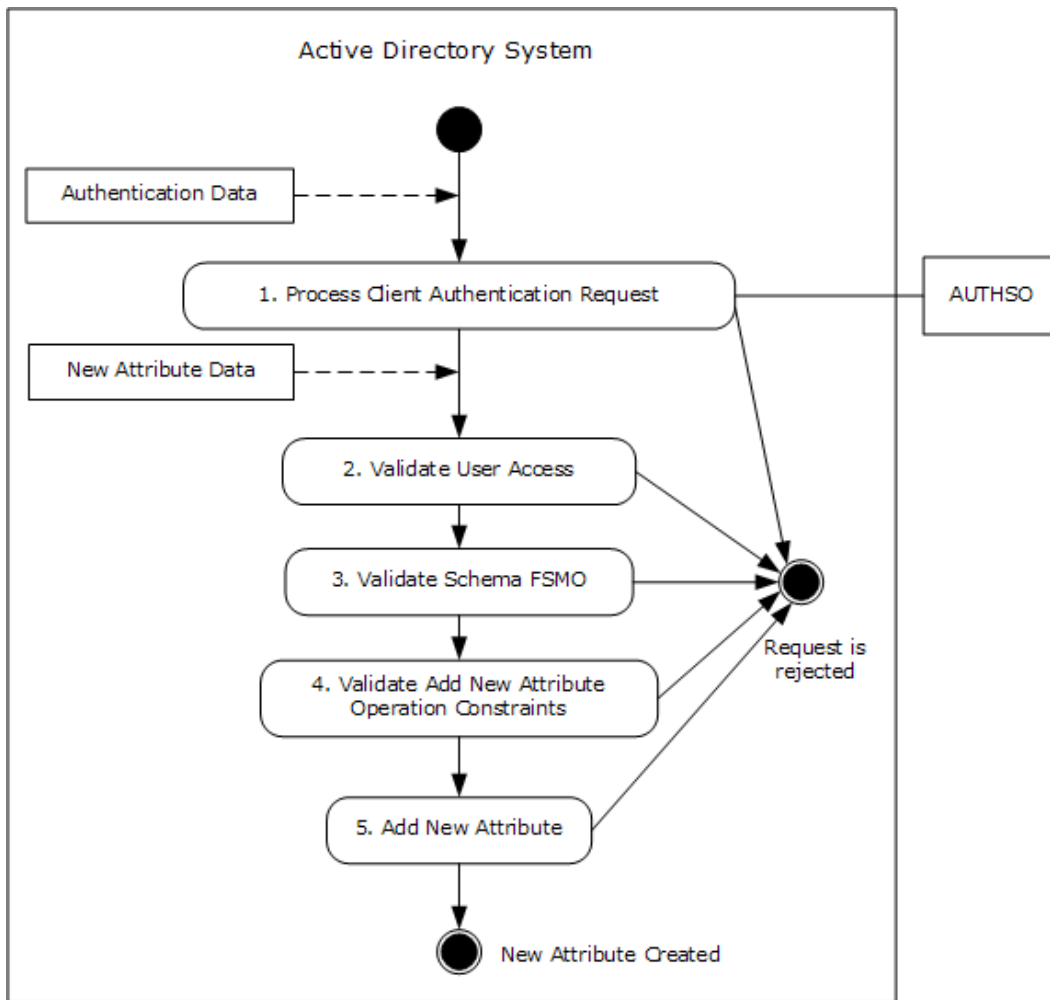 Active Directory System
Authentication Data
1. Process Client Authentication Request
AUTHSO
New Attribute Data
2. Validate User Access
3. Validate Schema FSMO
Request is
rejected
4. Validate Add New Attribute
Operation Constraints
5. Add New Attribute
New Attribute Created